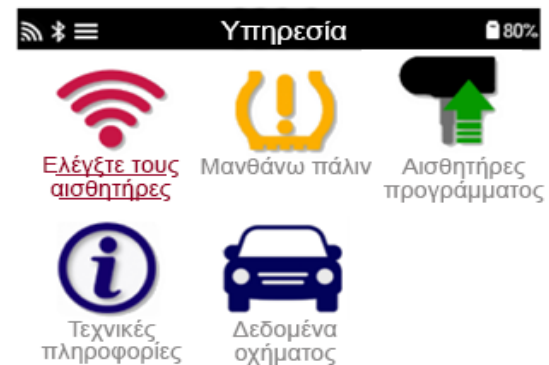 Υπηρεσία 80%
Ελέγξτε τους
αισθητήρες
Μανθάνω πάλιν
Αισθητήρες
προγράμματος
Τεχνικές
πληροφορίες
Δεδομένα
οχήματος